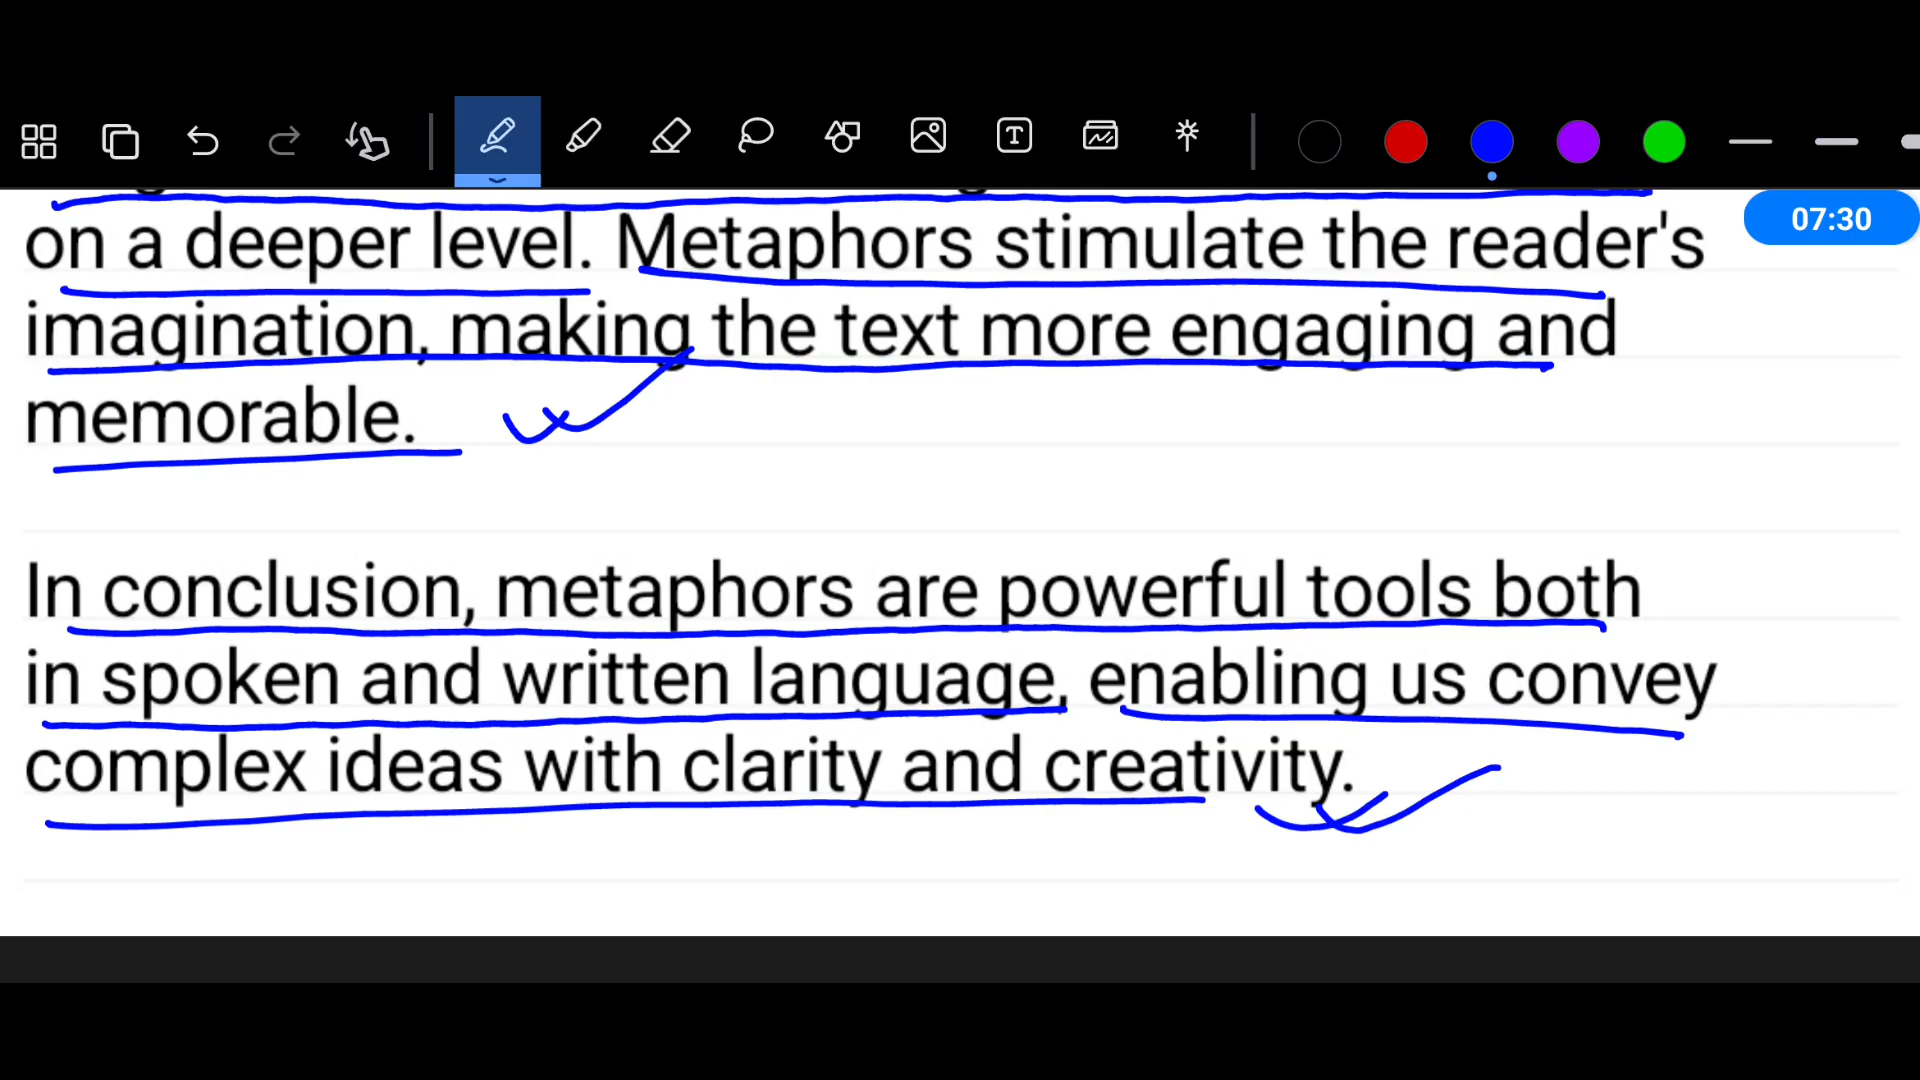 07:30
on a deeper level. Metaphors stimulate the reader's
imagination, making the text more engaging and
memorable.
In conclusion, metaphors are powerful tools both
in spoken and written language, enabling us convey
complex ideas with clarity and creativity.